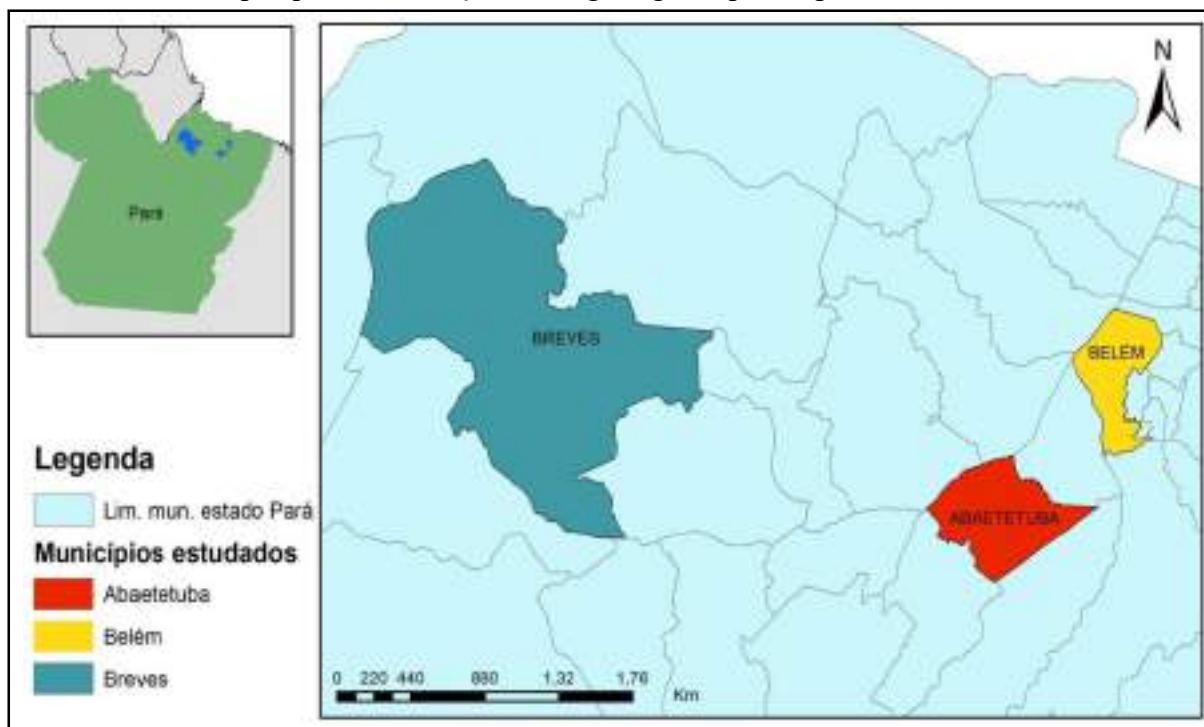 Pará
N
BREVES
BELÉM
ABAETETUBA
Legenda
Lim. mun. estado Pará
Municípios estudados
Abaetetuba
Belém
Breves
0 220 440 880 1.32 1.76
Km